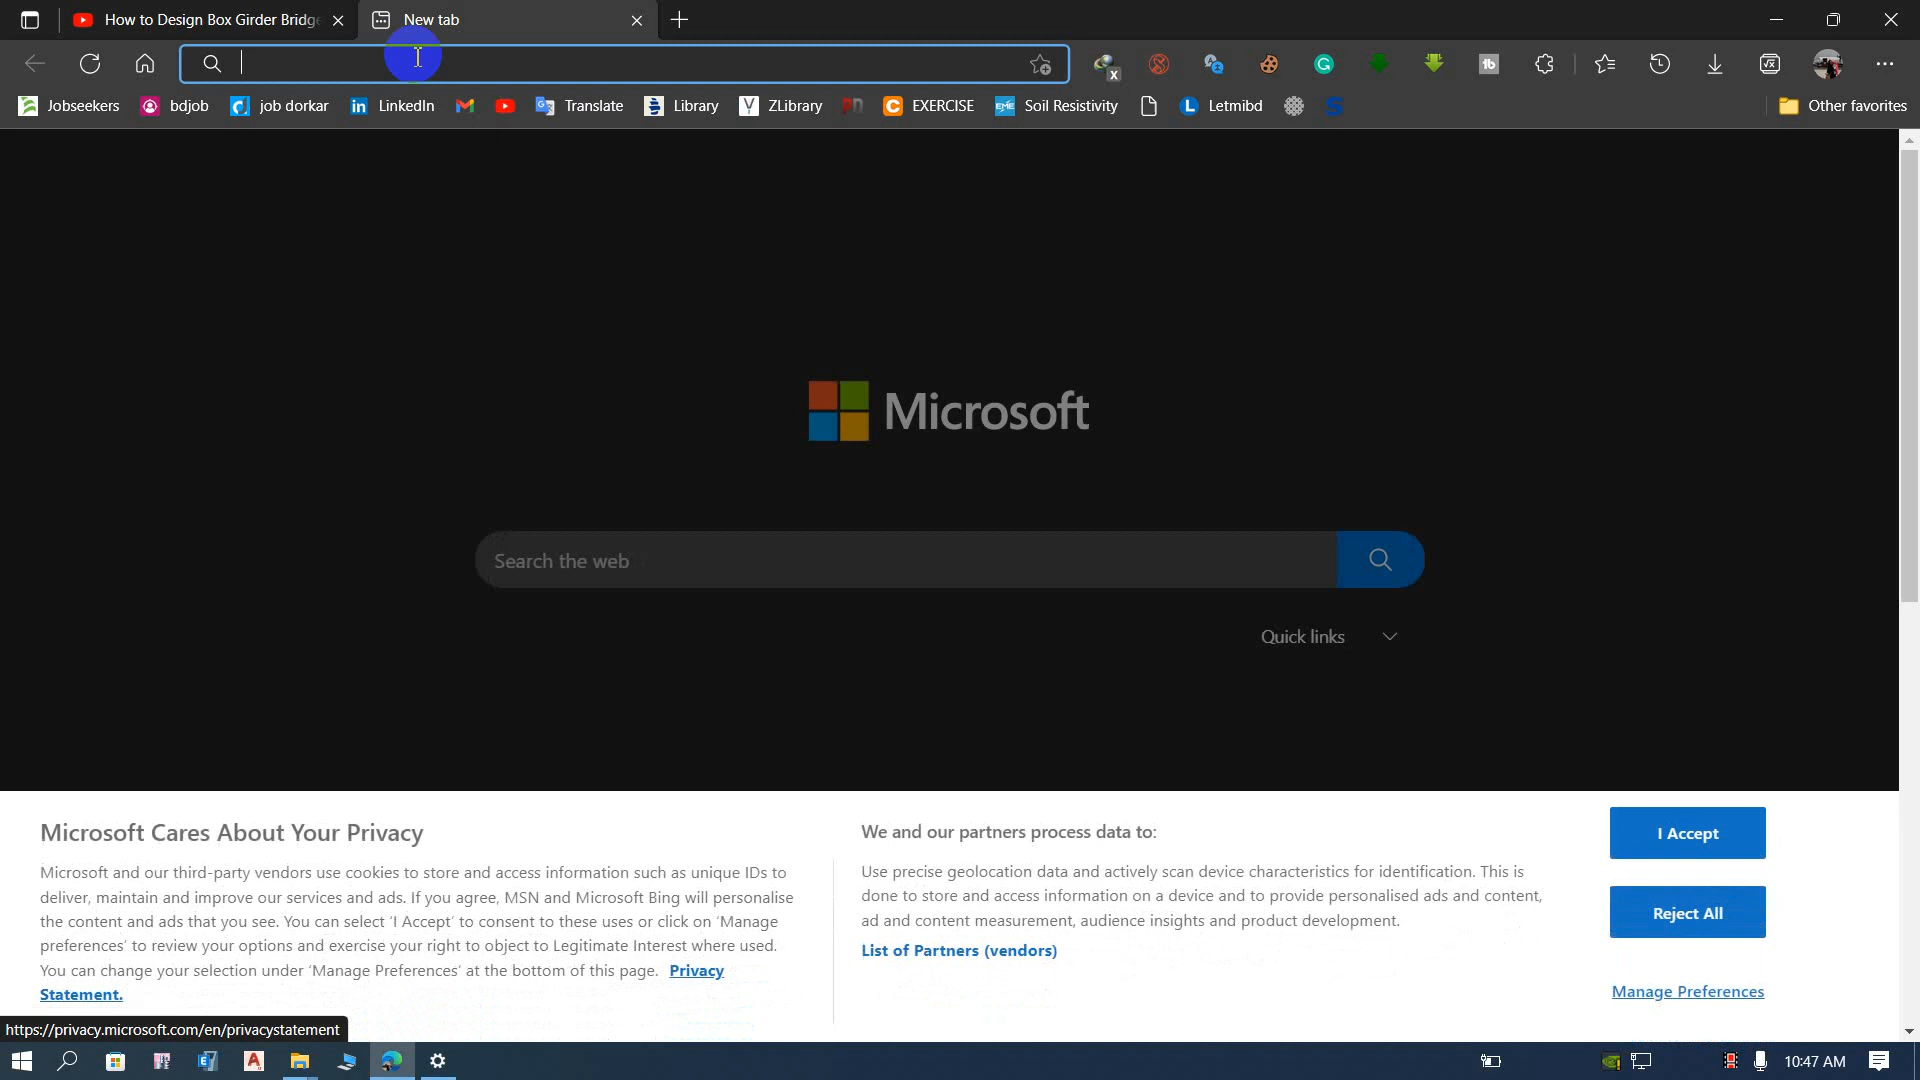 How to Design Box Girder Bridge
New tab
Jobseekers
bdjob
job dorkar
LinkedIn
Translate
Library
ZLibrary
EXERCISE
Soil Resistivity
Letmibd
Other favorites
Microsoft
Search the web
Quick links
Microsoft Cares About Your Privacy
Microsoft and our third-party vendors use cookies to store and access information such as unique IDs to
deliver, maintain and improve our services and ads. If you agree, MSN and Microsoft Bing will personalise
the content and ads that you see. You can select 'I Accept' to consent to these uses or click on 'Manage
preferences' to review your options and exercise your right to object to Legitimate Interest where used.
You can change your selection under 'Manage Preferences' at the bottom of this page. Privacy
Statement.
We and our partners process data to:
Use precise geolocation data and actively scan device characteristics for identification. This is
done to store and access information on a device and to provide personalised ads and content,
ad and content measurement, audience insights and product development.
List of Partners (vendors)
I Accept
Reject All
Manage Preferences
https://privacy.microsoft.com/en/privacystatement
10:47 AM